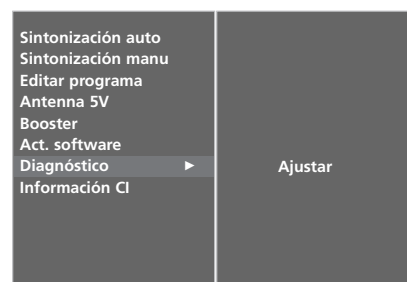 Sintonización auto
Sintonización manu
Editar programa
Antenna 5V
Booster
Act. software
Diagnóstico ►
Ajustar
Información CI